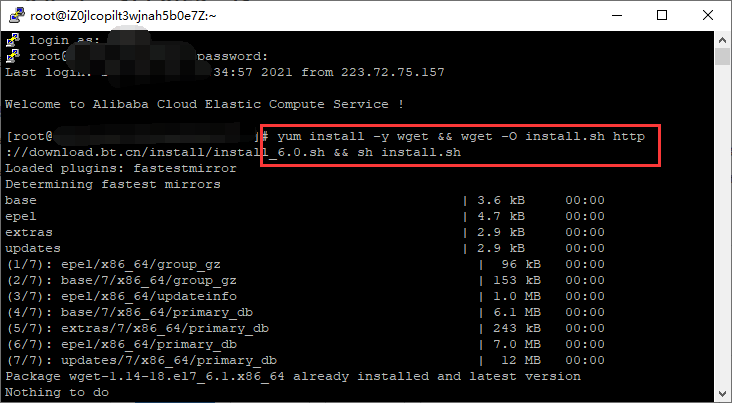 root@iZ0jlcopilt3wjnah5b0e7Z:~
login as:
root@ password:
Last login: 34:57 2021 from 223.72.75.157
Welcome to Alibaba Cloud Elastic Compute Service !
[root@ # yum install -y wget && wget -O install.sh http
://download.bt.cn/install/install_6.0.sh && sh install.sh
Loaded plugins: fastestmirror
Determining fastest mirrors
base | 3.6 kB 00:00
epel | 4.7 kB 00:00
extras | 2.9 kB 00:00
updates | 2.9 kB 00:00
(1/7): epel/x86_64/group_gz | 96 kB 00:00
(2/7): base/7/x86_64/group_gz | 153 kB 00:00
(3/7): epel/x86_64/updateinfo | 1.0 MB 00:00
(4/7): base/7/x86_64/primary_db | 6.1 MB 00:00
(5/7): extras/7/x86_64/primary_db | 243 kB 00:00
(6/7): epel/x86_64/primary_db | 7.0 MB 00:00
(7/7): updates/7/x86_64/primary_db | 12 MB 00:00
Package wget-1.14-18.el7_6.1.x86_64 already installed and latest version
Nothing to do